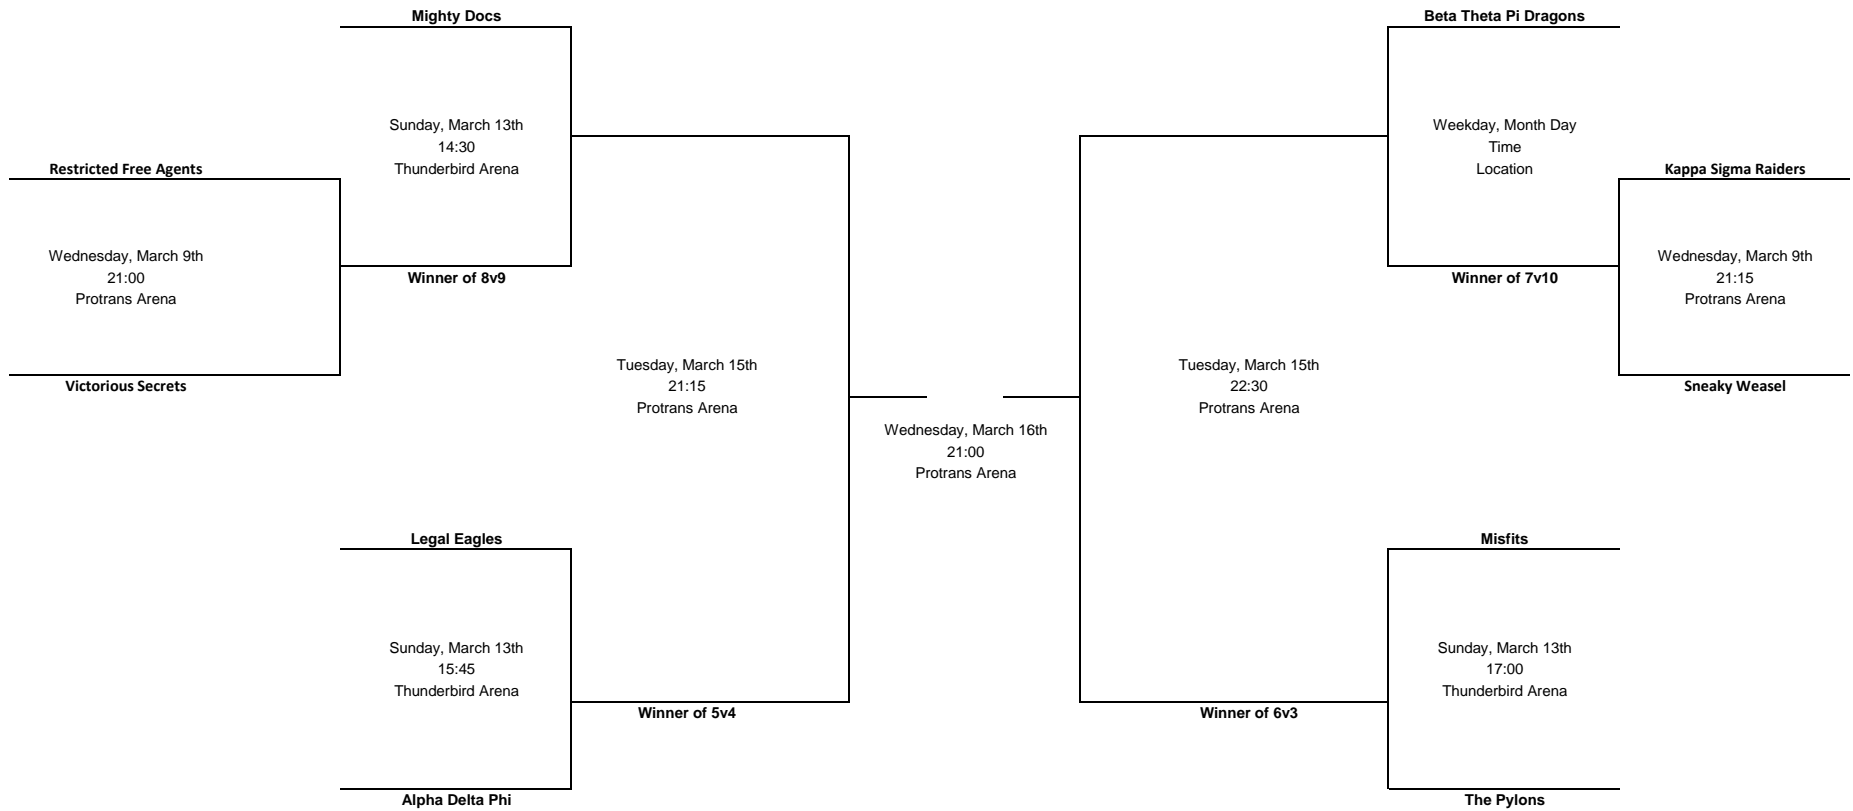 Mighty Docs
Beta Theta Pi Dragons
Sunday, March 13th
14:30
Thunderbird Arena
Weekday, Month Day
Time
Location
Restricted Free Agents
Kappa Sigma Raiders
Wednesday, March 9th
21:00
Protrans Arena
Winner of 8v9
Winner of 7v10
Wednesday, March 9th
21:15
Protrans Arena
Victorious Secrets
Sneaky Weasel
Tuesday, March 15th
21:15
Protrans Arena
Tuesday, March 15th
22:30
Protrans Arena
Wednesday, March 16th
21:00
Protrans Arena
Legal Eagles
Misfits
Sunday, March 13th
15:45
Thunderbird Arena
Sunday, March 13th
17:00
Thunderbird Arena
Winner of 5v4
Winner of 6v3
Alpha Delta Phi
The Pylons